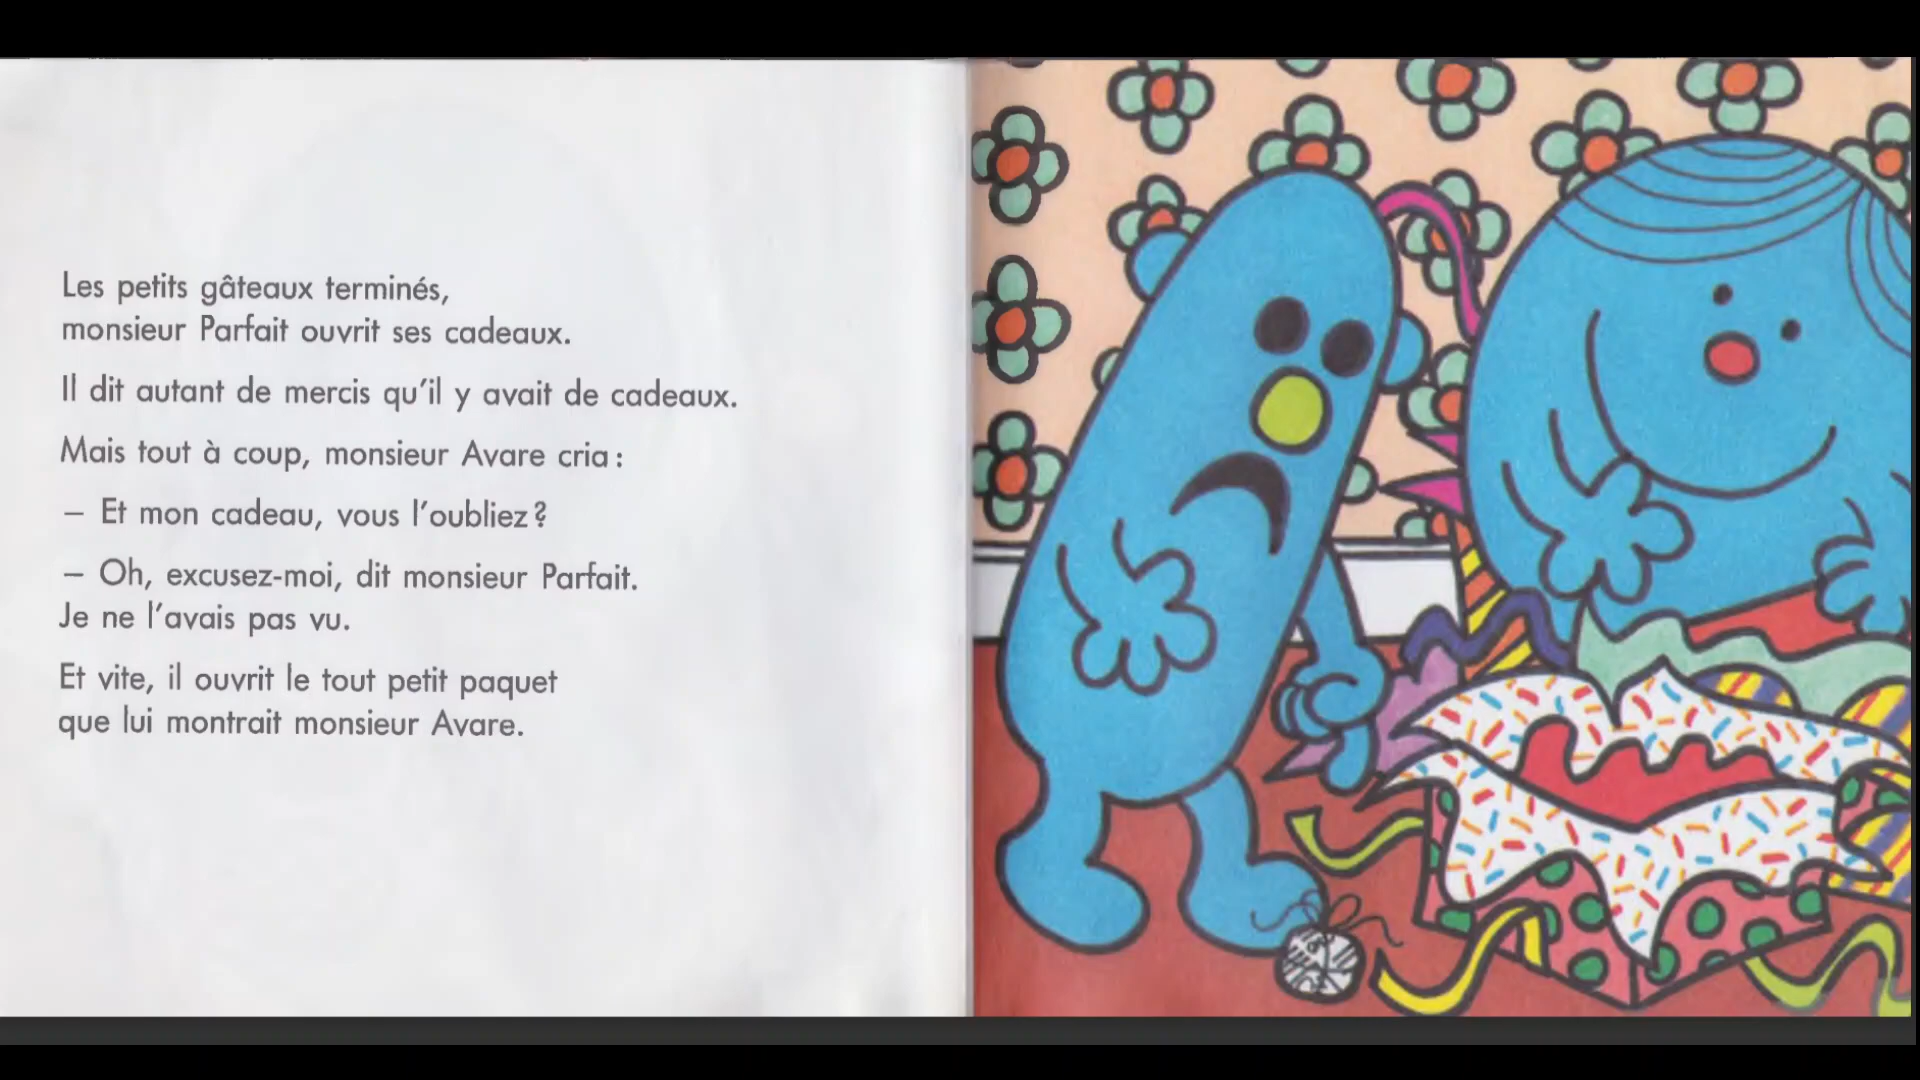 Les petits gâteaux terminés,
monsieur Parfait ouvrit ses cadeaux.
Il dit autant de mercis qu'il y avait de cadeaux.
Mais tout à coup, monsieur Avare cria :
– Et mon cadeau, vous l'oubliez ?
– Oh, excusez-moi, dit monsieur Parfait.
Je ne l'avais pas vu.
Et vite, il ouvrit le tout petit paquet
que lui montrait monsieur Avare.